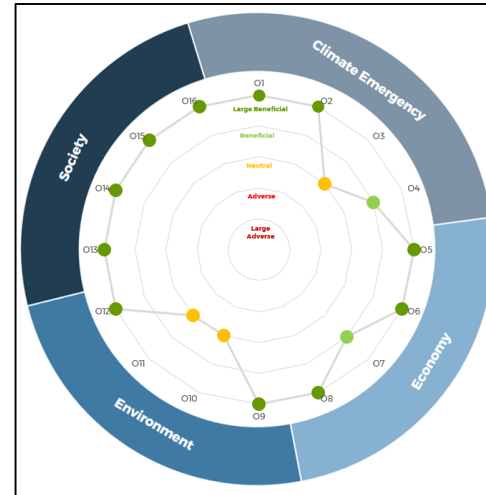 Climate Emergency
Economy
Environment
Society
O1
O2
O3
O4
O5
O6
O7
O8
O9
O10
O11
O12
O13
O14
O15
O16
Large Beneficial
Beneficial
Neutral
Adverse
Large
Adverse